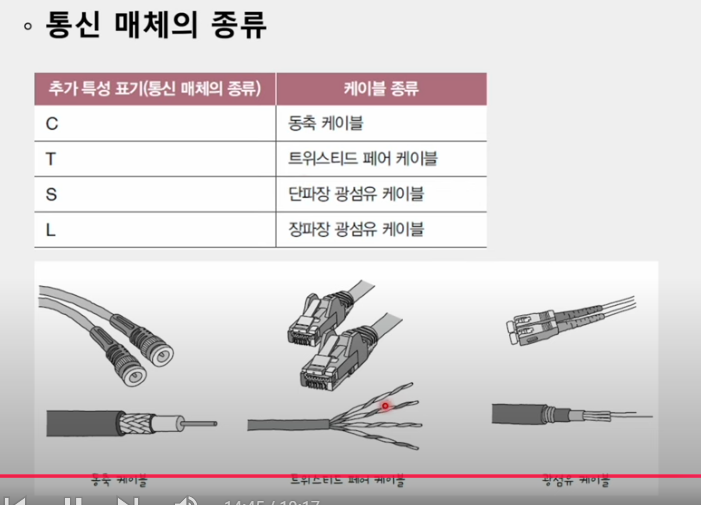 ◦ 통신 매체의 종류
추가 특성 표기(통신 매체의 종류) 케이블 종류
C 동축 케이블
T 트위스티드 페어 케이블
S 단파장 광섬유 케이블
L 장파장 광섬유 케이블
동축 케이블 트위스티드 페어 케이블 광섬유 케이블
14:45 / 19:17